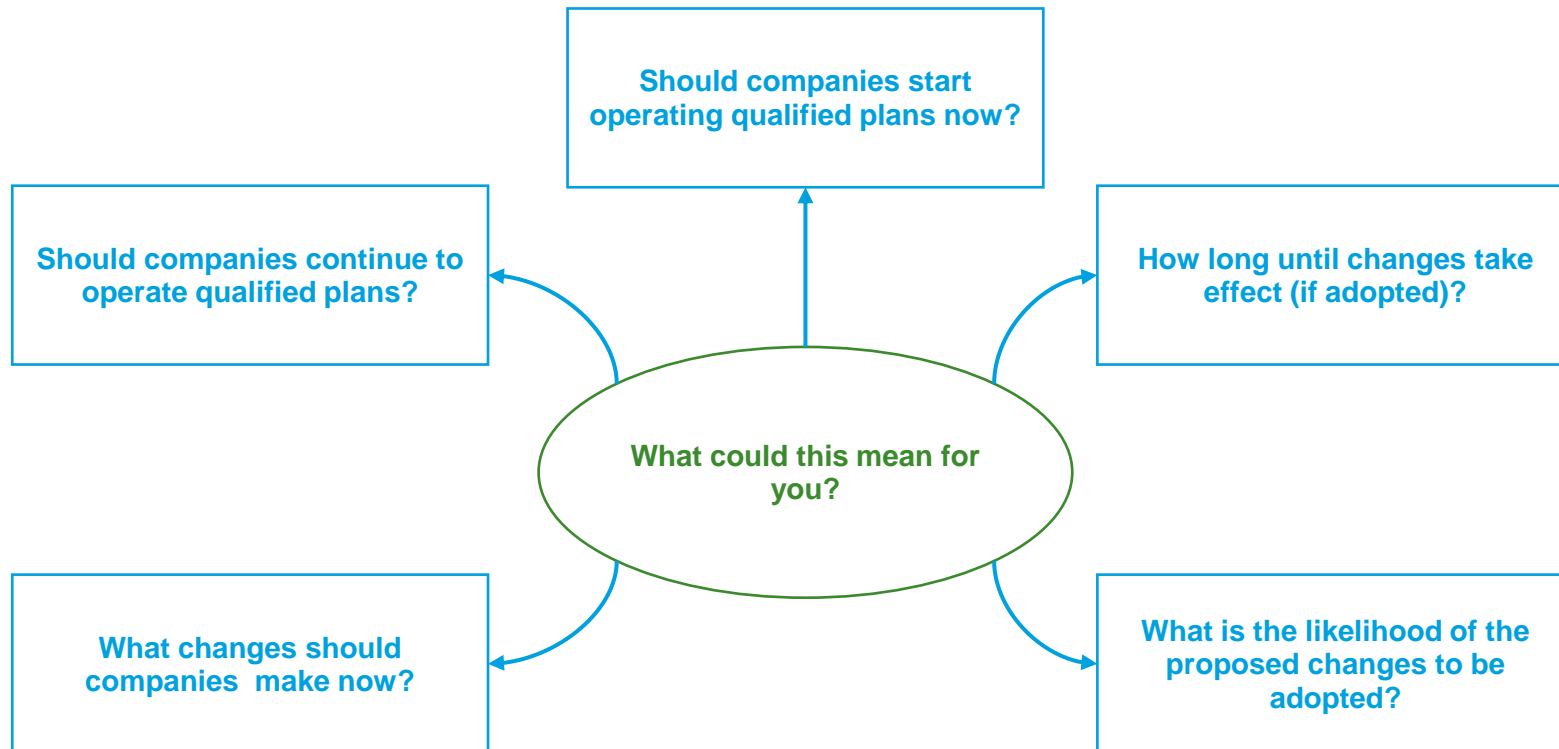 Should companies start
operating qualified plans now?
Should companies continue to
operate qualified plans?
How long until changes take
effect (if adopted)?
What could this mean for
you?
What changes should
companies  make now?
What is the likelihood of the
proposed changes to be
adopted?